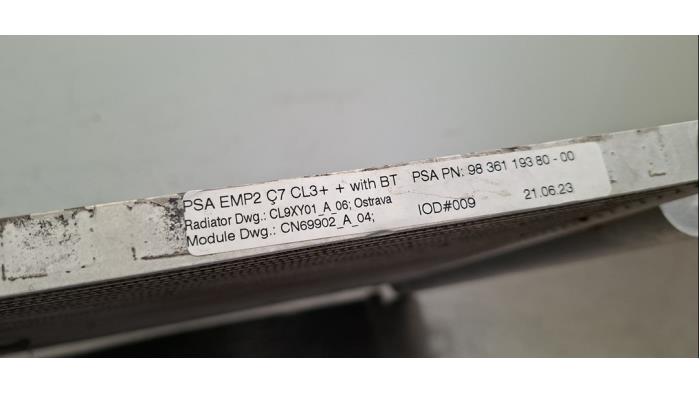 PSA EMP2 Ç7 CL3+ + with BT PSA PN: 98 361 193 80 - 00
Radiator Dwg.: CL9XY01_A_06; Ostrava
Module Dwg.: CN69902_A_04; IOD#009 21.06.23